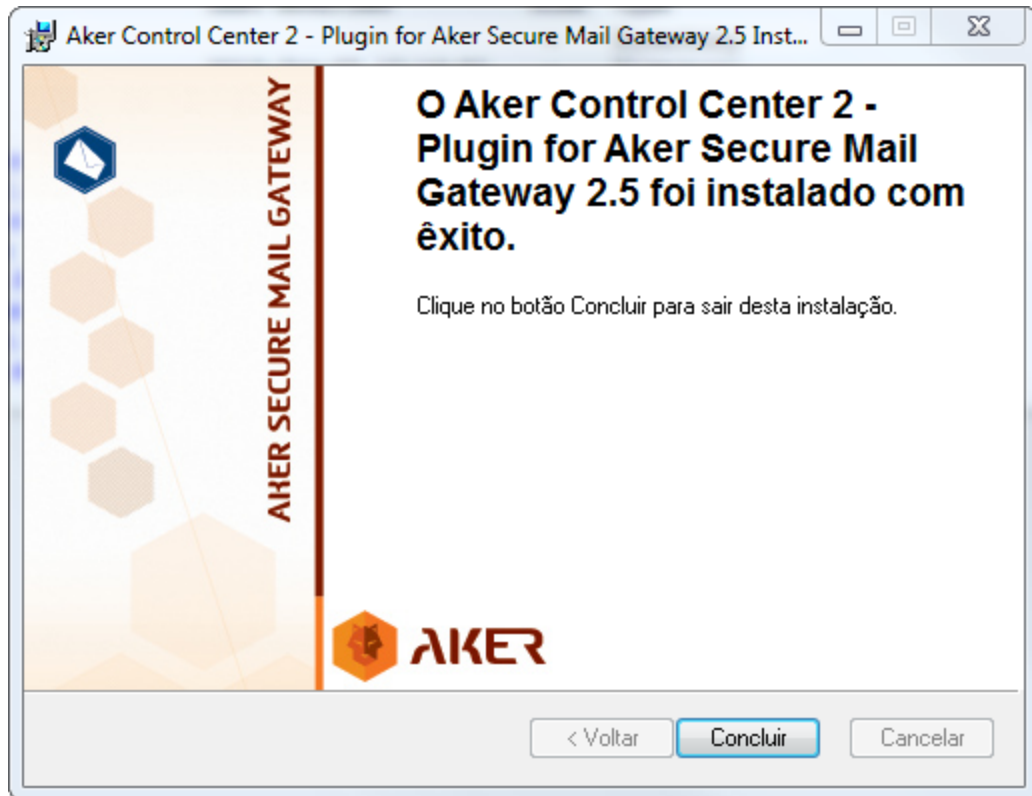 Aker Control Center 2 - Plugin for Aker Secure Mail Gateway 2.5 Inst...
AKER SECURE MAIL GATEWAY
O Aker Control Center 2 -
Plugin for Aker Secure Mail
Gateway 2.5 foi instalado com
êxito.
Clique no botão Concluir para sair desta instalação.
AKER
< Voltar
Concluir
Cancelar